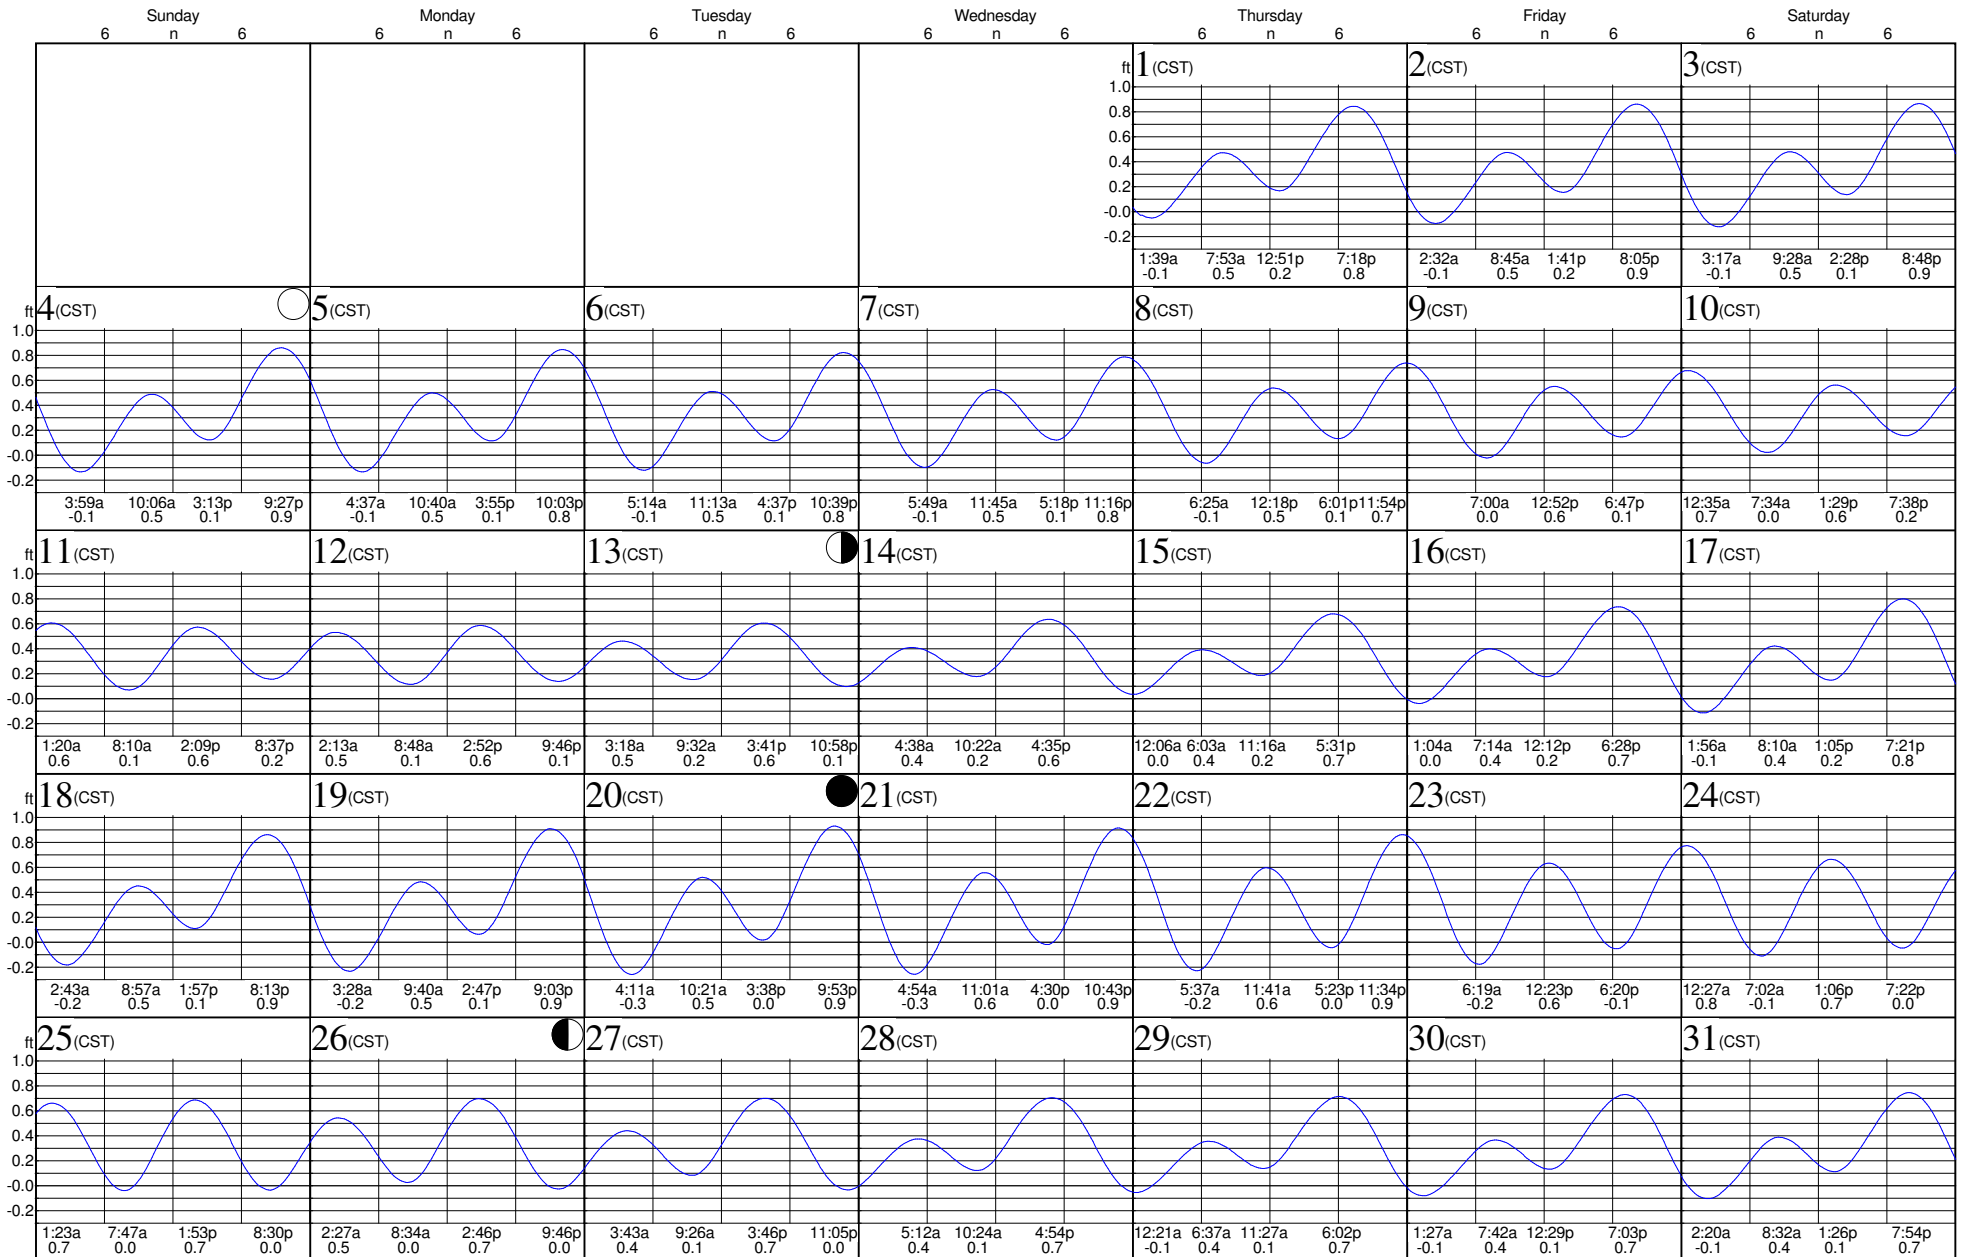 Sunday Monday Tuesday Wednesday Thursday Friday Saturday
6 n 6 6 n 6 6 n 6 6 n 6 6 n 6 6 n 6 6 n 6
ft 1(CST) 2(CST) 3(CST)
1.0
0.8
0.6
0.4
0.2
-0.0
-0.2
1:39a 7:53a 12:51p 7:18p 2:32a 8:45a 1:41p 8:05p 3:17a 9:28a 2:28p 8:48p
-0.1 0.5 0.2 0.8 -0.1 0.5 0.2 0.9 -0.1 0.5 0.1 0.9
ft 4(CST) 5(CST) 6(CST) 7(CST) 8(CST) 9(CST) 10(CST)
1.0
0.8
0.6
0.4
0.2
-0.0
-0.2
3:59a 10:06a 3:13p 9:27p 4:37a 10:40a 3:55p 10:03p 5:14a 11:13a 4:37p 10:39p 5:49a 11:45a 5:18p 11:16p 6:25a 12:18p 6:01p 11:54p 7:00a 12:52p 6:47p 12:35a 7:34a 1:29p 7:38p
-0.1 0.5 0.1 0.9 -0.1 0.5 0.1 0.8 -0.1 0.5 0.1 0.8 -0.1 0.5 0.1 0.8 -0.1 0.5 0.1 0.7 0.0 0.6 0.1 0.7 0.0 0.6 0.2
ft 11(CST) 12(CST) 13(CST) 14(CST) 15(CST) 16(CST) 17(CST)
1.0
0.8
0.6
0.4
0.2
-0.0
-0.2
1:20a 8:10a 2:09p 8:37p 2:13a 8:48a 2:52p 9:46p 3:18a 9:32a 3:41p 10:58p 4:38a 10:22a 4:35p 12:06a 6:03a 11:16a 5:31p 1:04a 7:14a 12:12p 6:28p 1:56a 8:10a 1:05p 7:21p
0.6 0.1 0.6 0.2 0.5 0.1 0.6 0.1 0.5 0.2 0.6 0.1 0.4 0.2 0.6 0.0 0.4 0.2 0.7 0.0 0.4 0.2 0.7 -0.1 0.4 0.2 0.8
ft 18(CST) 19(CST) 20(CST) 21(CST) 22(CST) 23(CST) 24(CST)
1.0
0.8
0.6
0.4
0.2
-0.0
-0.2
2:43a 8:57a 1:57p 8:13p 3:28a 9:40a 2:47p 9:03p 4:11a 10:21a 3:38p 9:53p 4:54a 11:01a 4:30p 10:43p 5:37a 11:41a 5:23p 11:34p 6:19a 12:23p 6:20p 12:27a 7:02a 1:06p 7:22p
-0.2 0.5 0.1 0.9 -0.2 0.5 0.1 0.9 -0.3 0.5 0.0 0.9 -0.3 0.6 0.0 0.9 -0.2 0.6 0.0 0.9 -0.2 0.6 -0.1 0.8 -0.1 0.7 0.0
ft 25(CST) 26(CST) 27(CST) 28(CST) 29(CST) 30(CST) 31(CST)
1.0
0.8
0.6
0.4
0.2
-0.0
-0.2
1:23a 7:47a 1:53p 8:30p 2:27a 8:34a 2:46p 9:46p 3:43a 9:26a 3:46p 11:05p 5:12a 10:24a 4:54p 12:21a 6:37a 11:27a 6:02p 1:27a 7:42a 12:29p 7:03p 2:20a 8:32a 1:26p 7:54p
0.7 0.0 0.7 0.0 0.5 0.0 0.7 0.0 0.4 0.1 0.7 0.0 0.4 0.1 0.7 -0.1 0.4 0.1 0.7 -0.1 0.4 0.1 0.7 -0.1 0.4 0.1 0.7